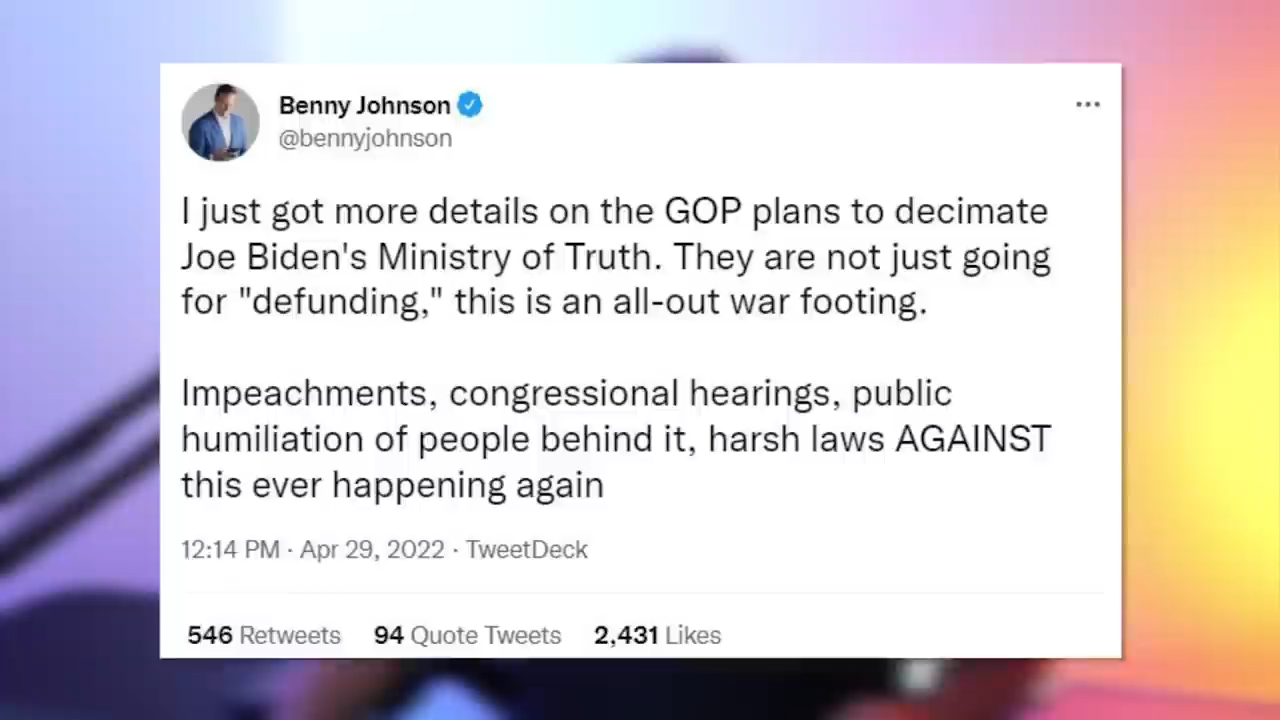 Benny Johnson
@bennyjohnson
I just got more details on the GOP plans to decimate
Joe Biden's Ministry of Truth. They are not just going
for "defunding," this is an all-out war footing.
Impeachments, congressional hearings, public
humiliation of people behind it, harsh laws AGAINST
this ever happening again
12:14 PM · Apr 29, 2022 · TweetDeck
546 Retweets 94 Quote Tweets 2,431 Likes